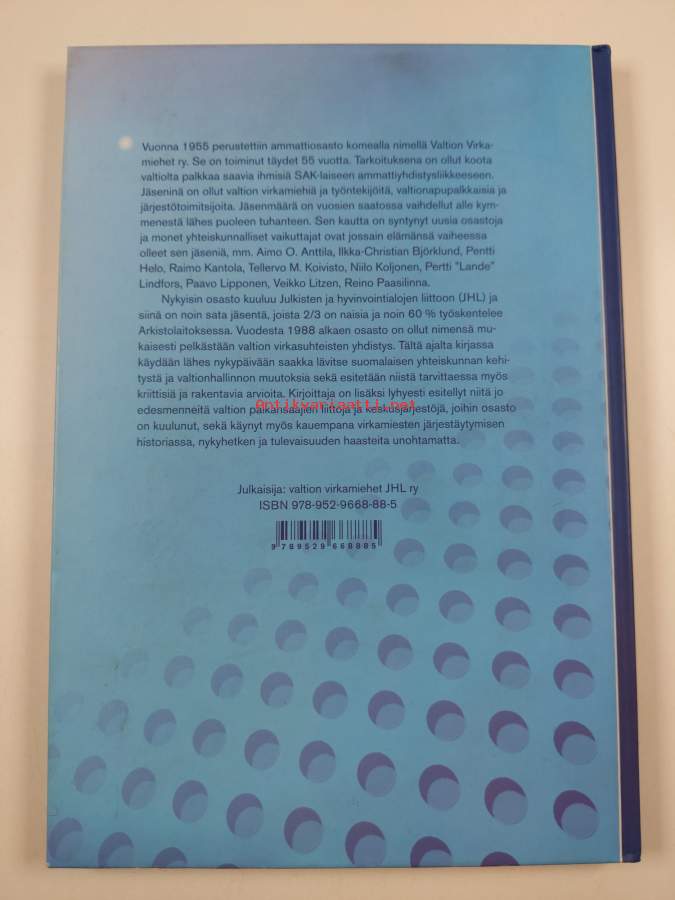 Vuonna 1955 perustettiin ammattiosasto komealla nimellä Valtion Virka-
miehet ry. Se on toiminut täydet 55 vuotta. Tarkoituksena on ollut koota
valtiolta palkkaa saavia ihmisiä SAK-laiseen ammattiyhdistysliikkeeseen.
Jäseninä on ollut valtion virkamiehiä ja työntekijöitä, valtionapupalkkaisia ja
järjestötoimitsijoita. Jäsenmäärä on vuosien saatossa vaihdellut alle kym-
menestä lähes puoleen tuhanteen. Sen kautta on syntynyt uusia osastoja
ja monet yhteiskunnalliset vaikuttajat ovat jossain elämänsä vaiheessa
olleet sen jäseniä, mm. Aimo O. Anttila, Ilkka-Christian Björklund, Pentti
Helo, Raimo Kantola, Tellervo M. Koivisto, Niilo Koljonen, Pertti "Lande"
Lindfors, Paavo Lipponen, Veikko Litzen, Reino Paasilinna.
Nykyisin osasto kuuluu Julkisten ja hyvinvointialojen liittoon (JHL) ja
siinä on noin sata jäsentä, joista 2/3 on naisia ja noin 60 % työskentelee
Arkistolaitoksessa. Vuodesta 1988 alkaen osasto on ollut nimensä mu-
kaisesti pelkästään valtion virkasuhteisten yhdistys. Tältä ajalta kirjassa
käydään lähes nykypäivään saakka lävitse suomalaisen yhteiskunnan kehi-
tystä ja valtionhallinnon muutoksia sekä esitetään niistä tarvittaessa myös
kriittisiä ja rakentavia arvioita. Kirjoittaja on lisäksi lyhyesti esitellyt niitä jo
edesmenneitä valtion palkansaajien liittoja ja keskusjärjestöjä, joihin osasto
on kuulunut, sekä käynyt myös kauempana virkamiesten järjestäytymisen
historiassa, nykyhetken ja tulevaisuuden haasteita unohtamatta.
Antikvariaatti.net
Julkaisija: valtion virkamiehet JHL ry
ISBN 978-952-9668-88-5
9 789529 668885